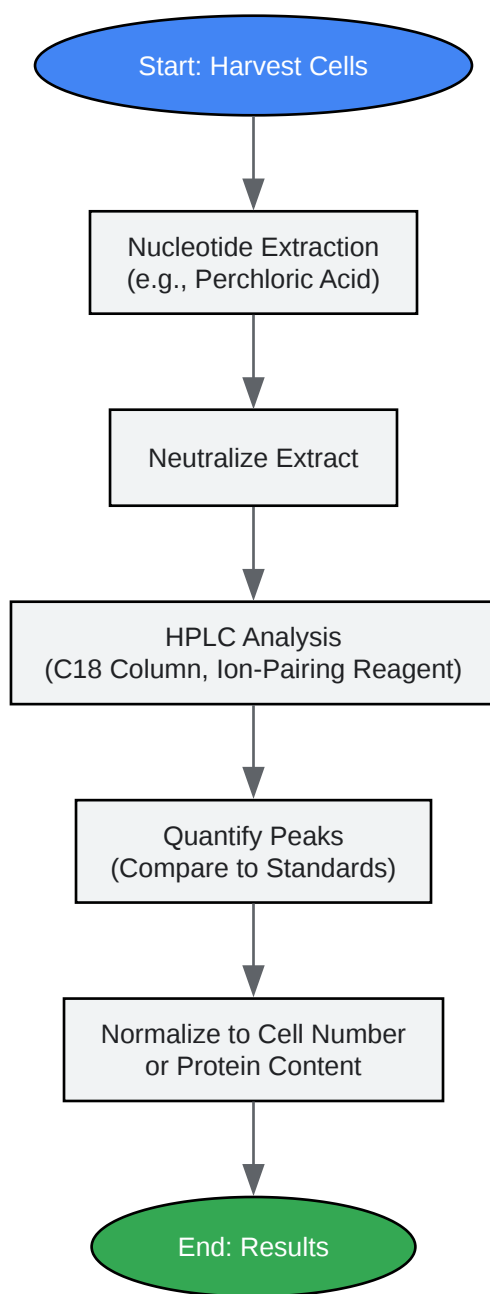 Start: Harvest Cells
Nucleotide Extraction
(e.g., Perchloric Acid)
Neutralize Extract
HPLC Analysis
(C18 Column, Ion-Pairing Reagent)
Quantify Peaks
(Compare to Standards)
Normalize to Cell Number
or Protein Content
End: Results